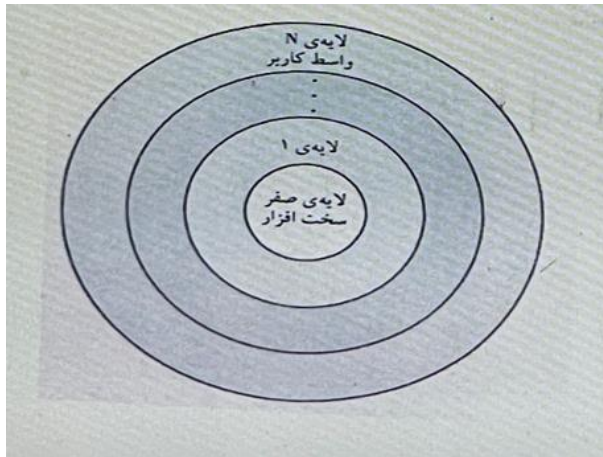 لایه‌ی N
واسط کاربر
لایه‌ی ۱
لایه‌ی صفر
سخت افزار